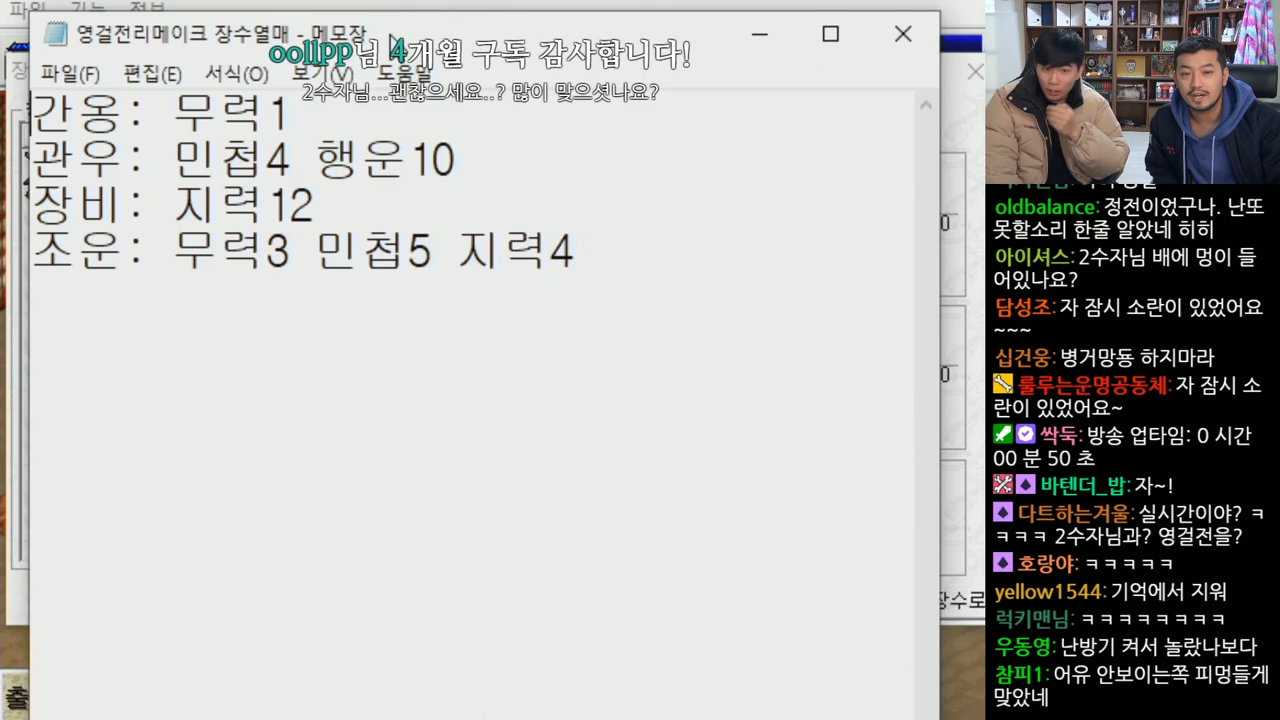 영걸전리메이크 장수열매 - 메모장
oollpp님 4개월 구독 감사합니다!
파일(F) 편집(E) 서식(O) 보기(V) 도움말
2수자님...괜찮으세요..? 많이 맞으셧나요?
간옹: 무력1
관우: 민첩4 행운10
장비: 지력12
조운: 무력3 민첩5 지력4
장수로
oldbalance: 정전이었구나. 난또
못할소리 한줄 알았네 히히
아이셔스: 2수자님 배에 멍이 들
어있나요?
담성조: 자 잠시 소란이 있었어요
~~~
십건웅: 병거망둉 하지마라
룰루는운명공동체: 자 잠시 소
란이 있었어요~
싹둑: 방송 업타임: 0 시간
00 분 50 초
바텐더_밥: 자~!
다트하는겨울: 실시간이야? ㅋ
ㅋㅋㅋ 2수자님과? 영걸전을?
호랑야: ㅋㅋㅋㅋㅋ
yellow1544: 기억에서 지워
럭키맨님: ㅋㅋㅋㅋㅋㅋㅋㅋ
우동영: 난방기 켜서 놀랐나보다
참피1: 어유 안보이는쪽 피멍들게
맞았네